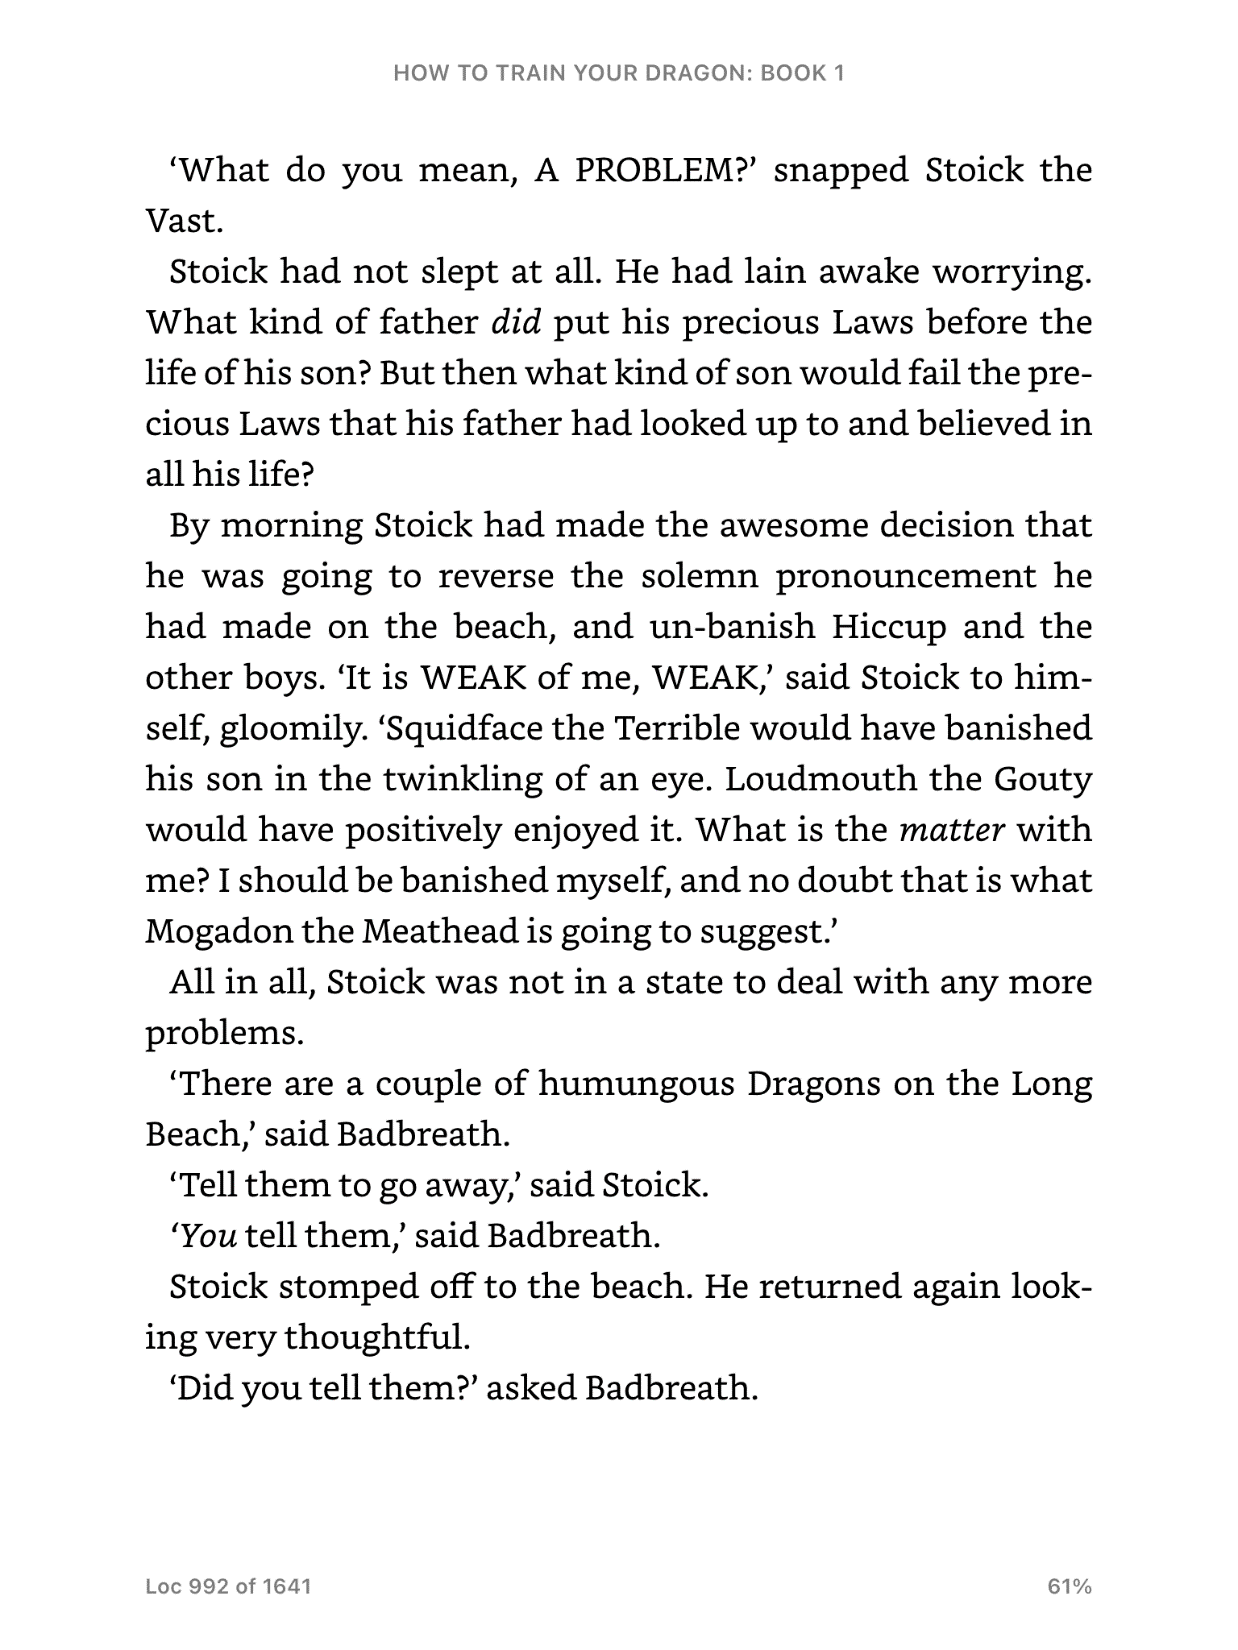 HOW TO TRAIN YOUR DRAGON: BOOK 1
‘What do you mean, A PROBLEM?’ snapped Stoick the
Vast.
Stoick had not slept at all. He had lain awake worrying.
What kind of father did put his precious Laws before the
life of his son? But then what kind of son would fail the pre-
cious Laws that his father had looked up to and believed in
all his life?
By morning Stoick had made the awesome decision that
he was going to reverse the solemn pronouncement he
had made on the beach, and un-banish Hiccup and the
other boys. ‘It is WEAK of me, WEAK,’ said Stoick to him-
self, gloomily. ‘Squidface the Terrible would have banished
his son in the twinkling of an eye. Loudmouth the Gouty
would have positively enjoyed it. What is the matter with
me? I should be banished myself, and no doubt that is what
Mogadon the Meathead is going to suggest.’
All in all, Stoick was not in a state to deal with any more
problems.
‘There are a couple of humungous Dragons on the Long
Beach,’ said Badbreath.
‘Tell them to go away,’ said Stoick.
‘You tell them,’ said Badbreath.
Stoick stomped off to the beach. He returned again look-
ing very thoughtful.
‘Did you tell them?’ asked Badbreath.
Loc 992 of 1641
61%